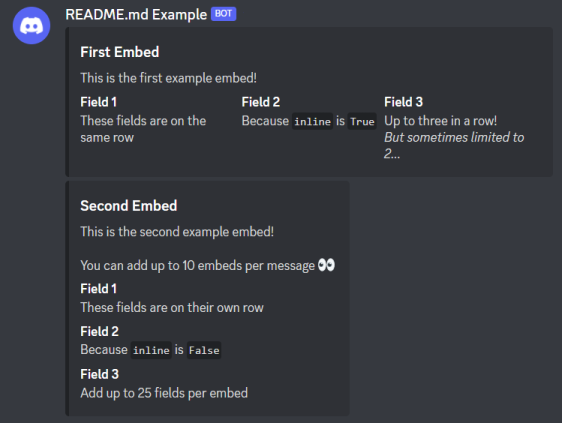 README.md Example BOT
First Embed
This is the first example embed!
Field 1 Field 2 Field 3
These fields are on the Because inline is True Up to three in a row!
same row But sometimes limited to
2...
Second Embed
This is the second example embed!
You can add up to 10 embeds per message 👀
Field 1
These fields are on their own row
Field 2
Because inline is False
Field 3
Add up to 25 fields per embed